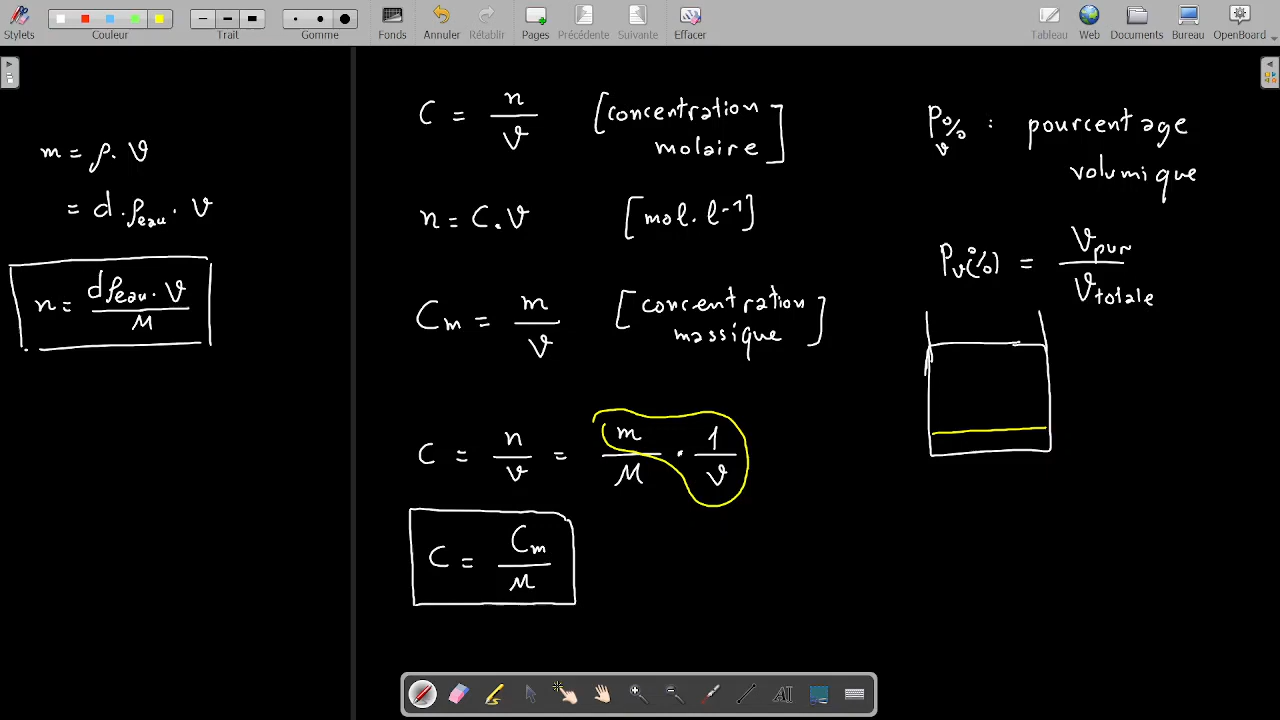 Stylets Couleur Trait Gomme Fonds Annuler Rétablir Pages Précédente Suivante Effacer Tableau Web Documents Bureau OpenBoard
m = ρ. V
= d . ρeau . V
n = dρeau . V / M
C = n / V [concentration
molaire]
n = C . V [mol. l-1]
Cm = m / V [concentration
massique]
C = n / V = m / M . 1 / V
C = Cm / M
P% v : pourcentage
volumique
Pv(%) = Vpur / Vtotale
AI